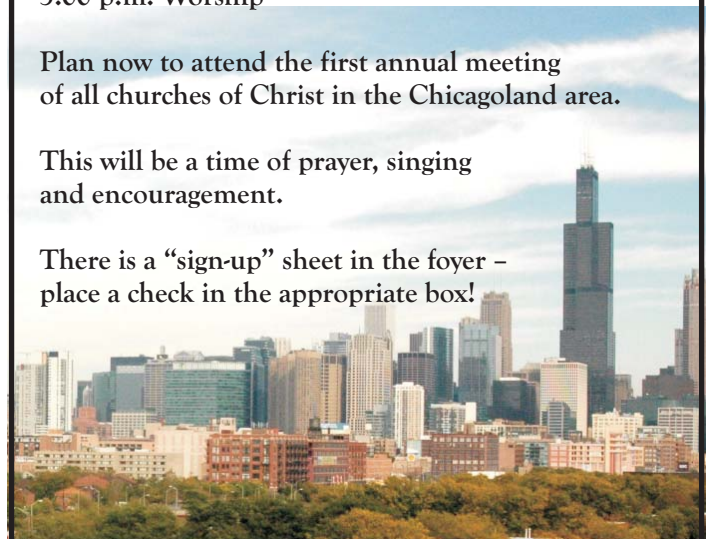 p.m. Worship
Plan now to attend the first annual meeting
of all churches of Christ in the Chicagoland area.
This will be a time of prayer, singing
and encouragement.
There is a “sign-up” sheet in the foyer –
place a check in the appropriate box!